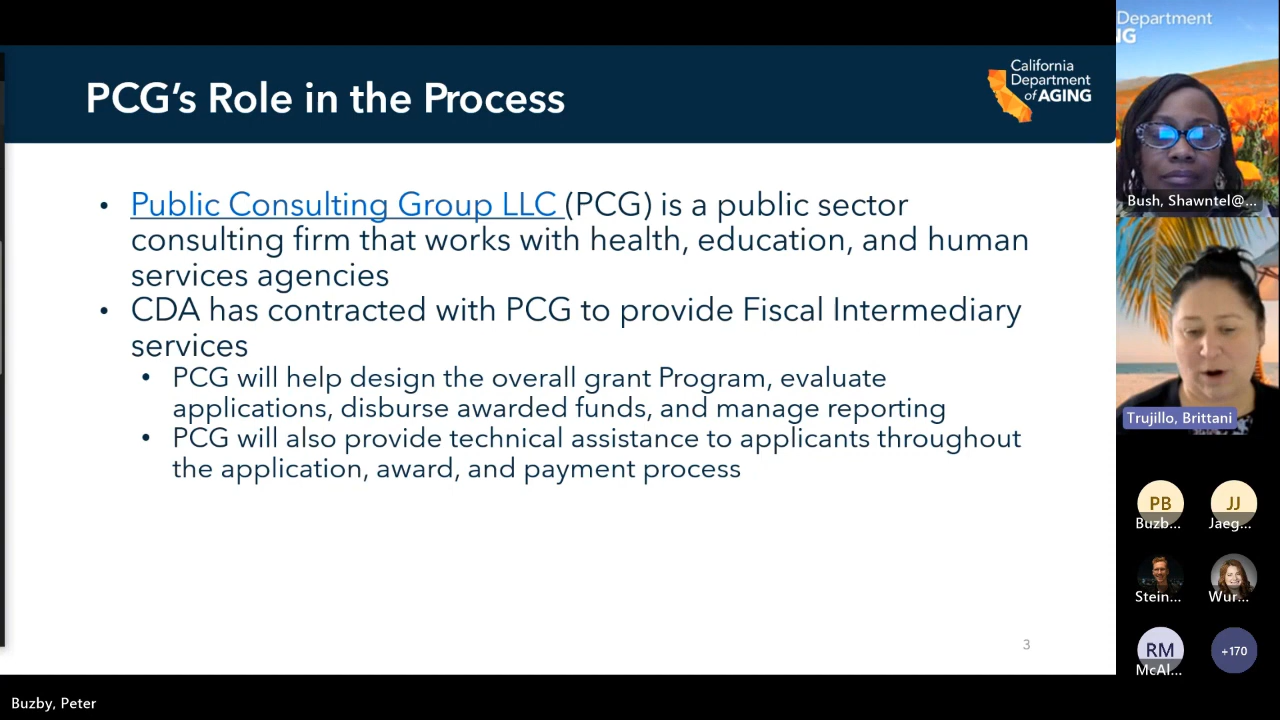 PCG's Role in the Process
California
Department
of AGING
Public Consulting Group LLC (PCG) is a public sector
consulting firm that works with health, education, and human
services agencies
CDA has contracted with PCG to provide Fiscal Intermediary
services
PCG will help design the overall grant Program, evaluate
applications, disburse awarded funds, and manage reporting
PCG will also provide technical assistance to applicants throughout
the application, award, and payment process
3
Buzby, Peter
Department
NG
Bush, Shawntel@...
Trujillo, Brittani
PB
JJ
Buzb...
Jaeg...
Stein...
Wur...
RM
+170
McAl...